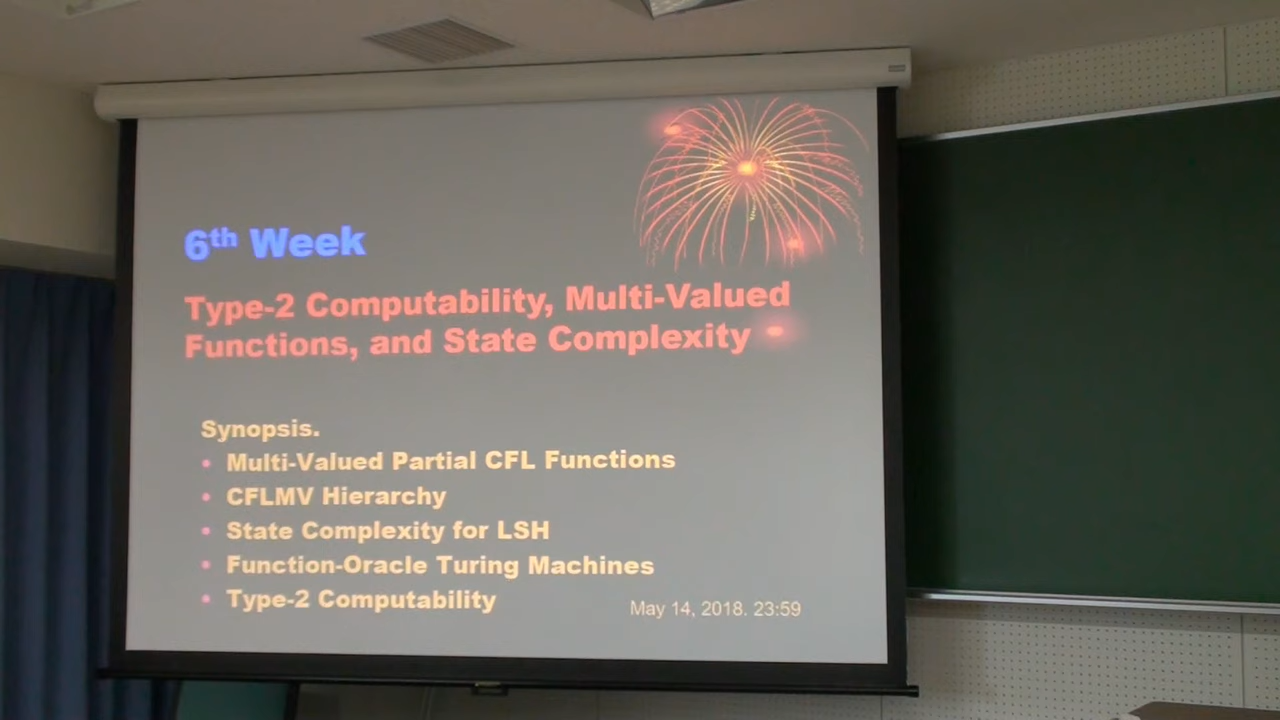 6th Week
Type-2 Computability, Multi-Valued
Functions, and State Complexity
Synopsis.
• Multi-Valued Partial CFL Functions
• CFLMV Hierarchy
• State Complexity for LSH
• Function-Oracle Turing Machines
• Type-2 Computability
May 14, 2018. 23:59